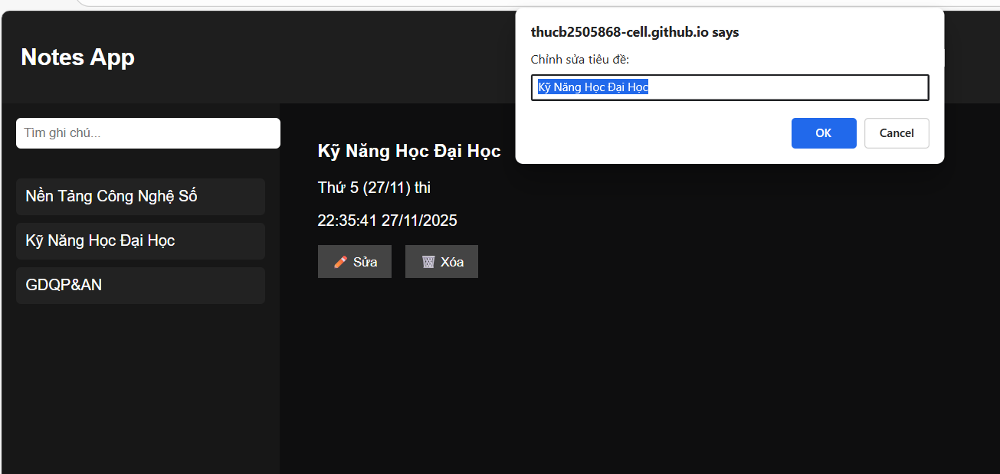 Notes App
thucb2505868-cell.github.io says
Chỉnh sửa tiêu đề:
Kỹ Năng Học Đại Học
OK
Cancel
Tìm ghi chú...
Nền Tảng Công Nghệ Số
Kỹ Năng Học Đại Học
GDQP&AN
Kỹ Năng Học Đại Học
Thứ 5 (27/11) thi
22:35:41 27/11/2025
Sửa
Xóa